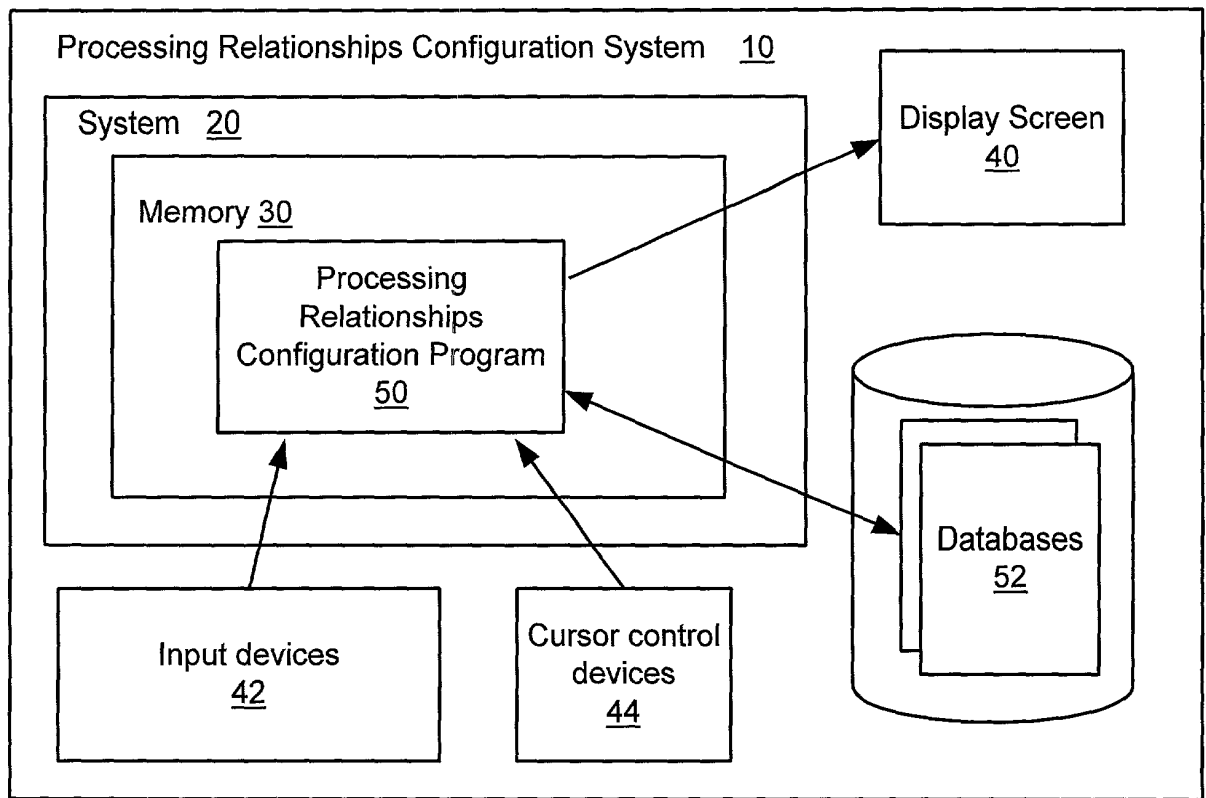 Processing Relationships Configuration System 10
System 20
Display Screen
40
Memory 30
Processing
Relationships
Configuration Program
50
Databases
52
Input devices
42
Cursor control
devices
44